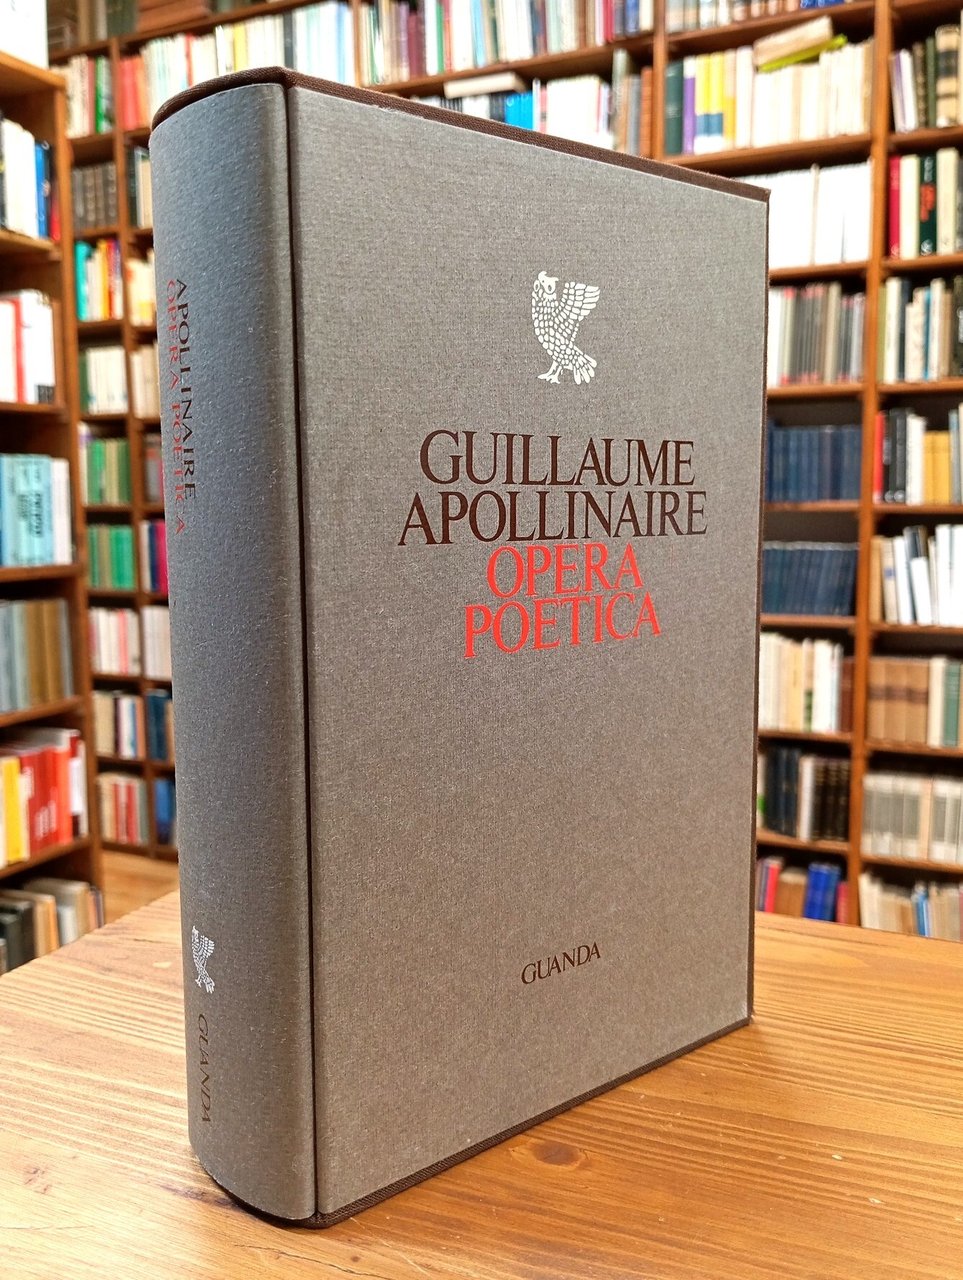 APOLLINAIRE
OPERA POETICA
GUANDA
GUILLAUME
APOLLINAIRE
OPERA
POETICA
GUANDA